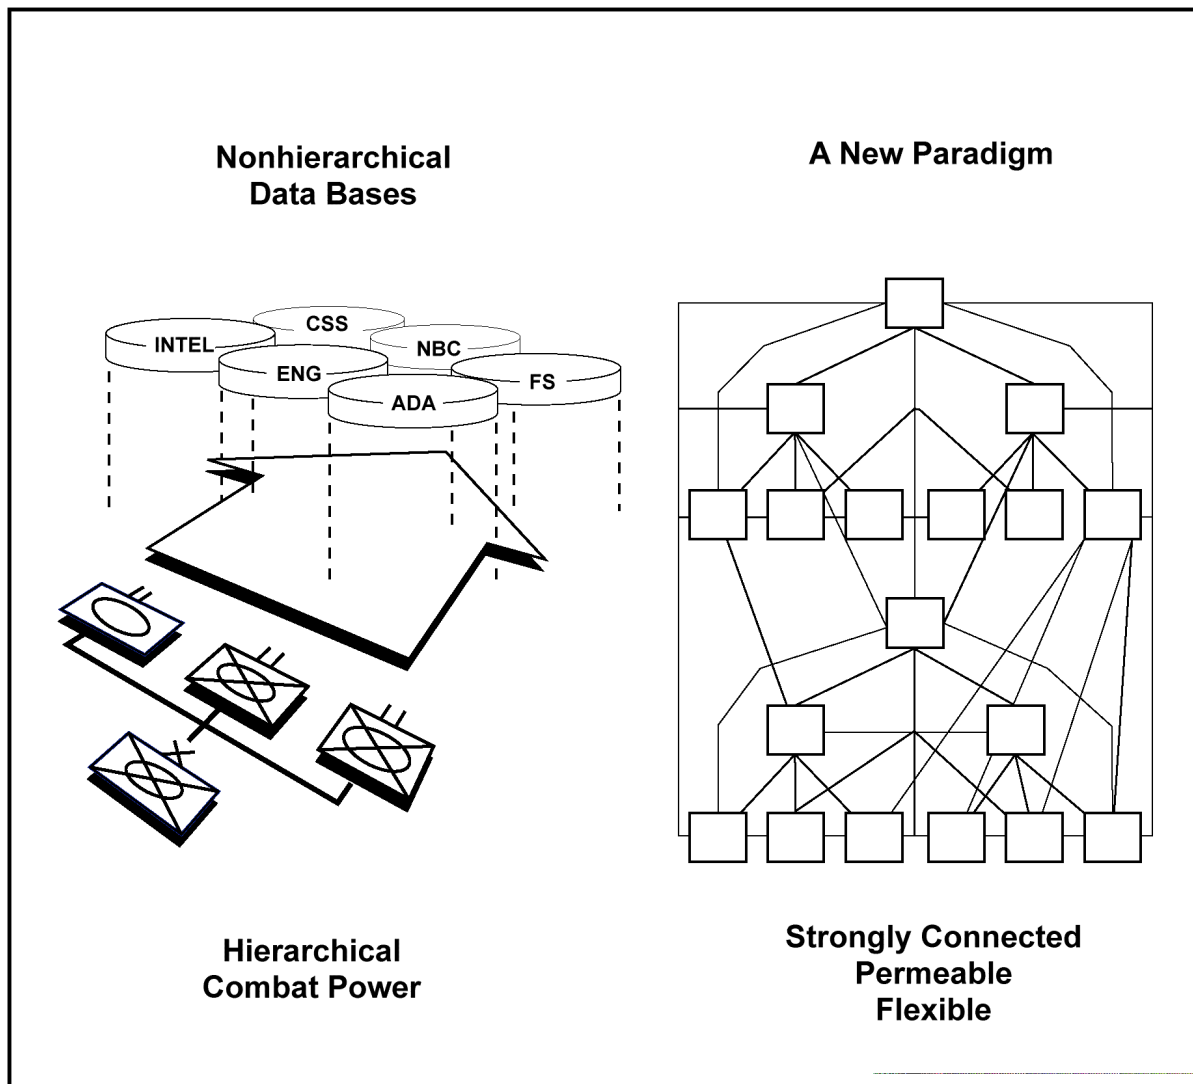 Nonhierarchical
Data Bases
A New Paradigm
CSS
INTEL
NBC
ENG
FS
ADA
Hierarchical
Combat Power
Strongly Connected
Permeable
Flexible